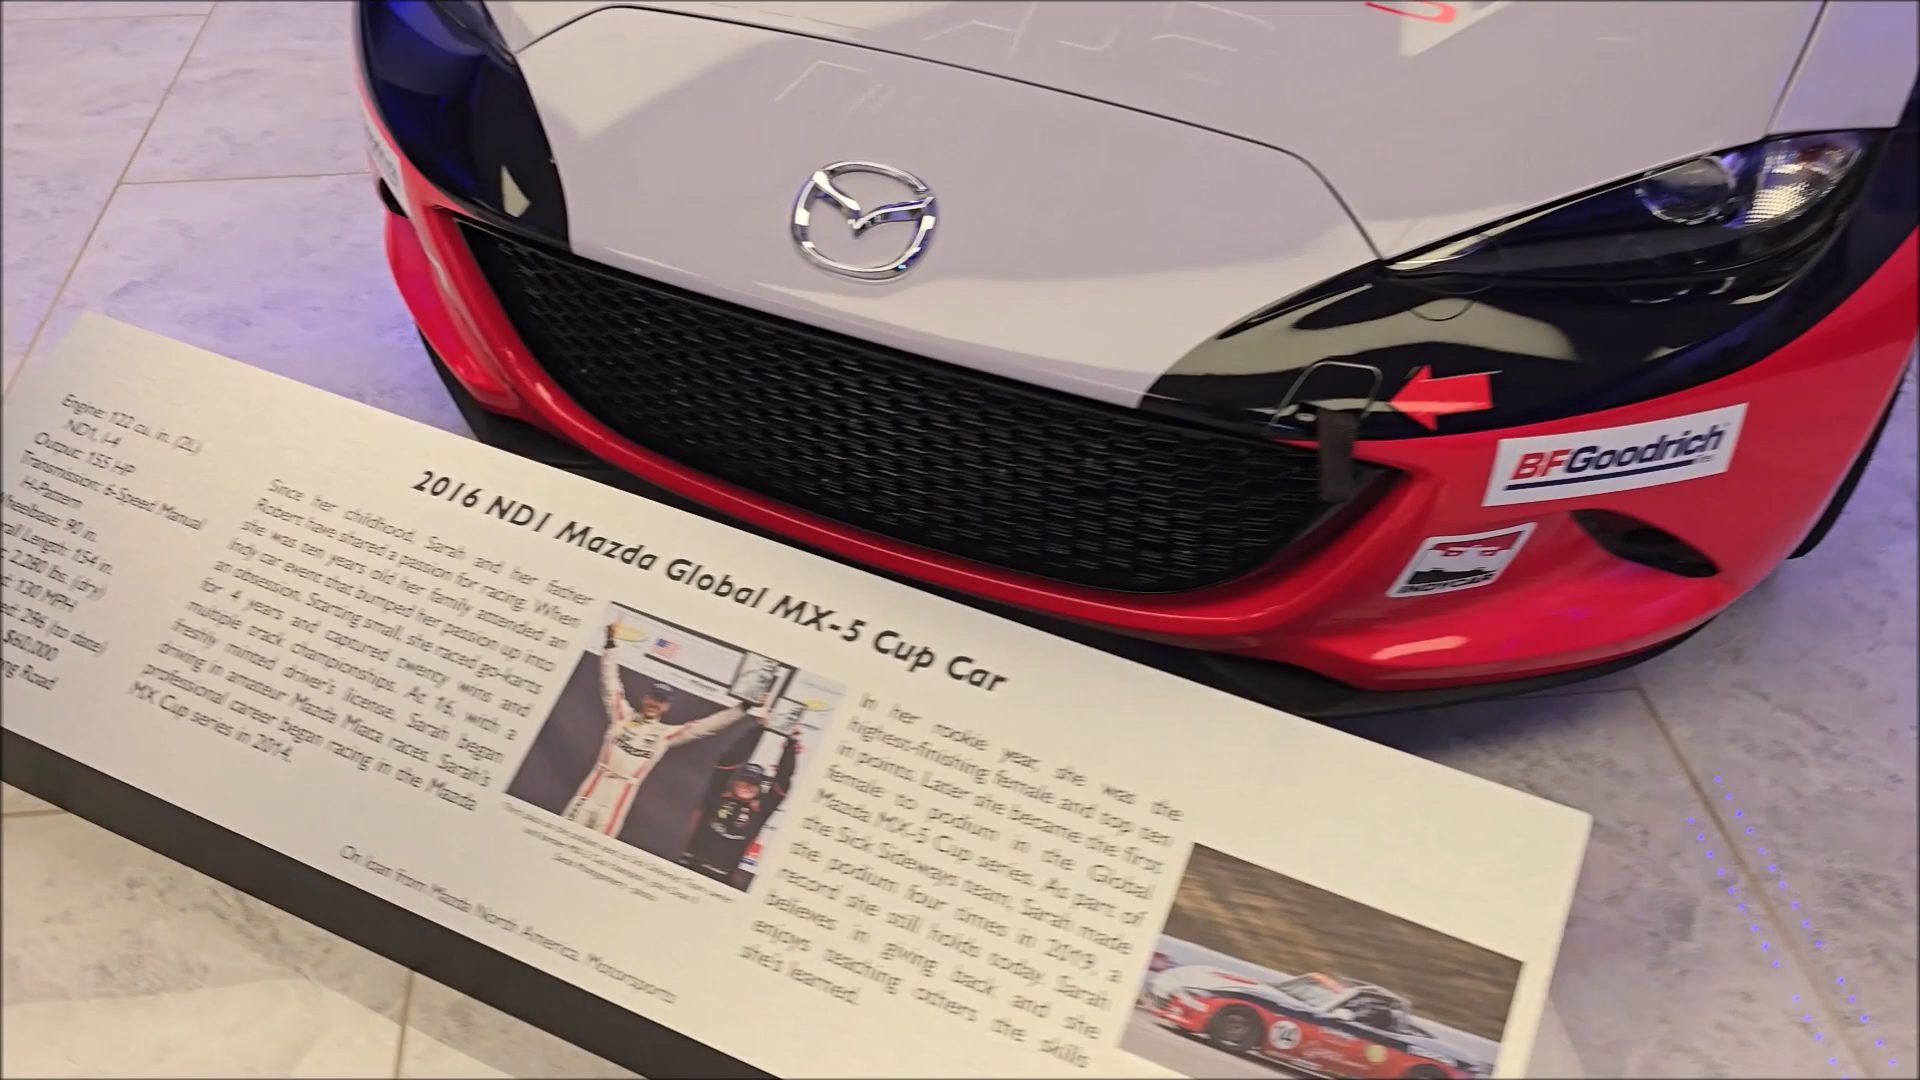 BFGoodrich
INDYCAR
2016 ND1 Mazda Global MX-5 Cup Car
Engine: 122 cu. in. (2L)
ND1, L4
Output: 155 HP
Transmission: 6-Speed Manual
H-Pattern
Wheelbase: 90 in.
rall Length: 154 in.
2,280 lbs. (dry)
130 MPH
296 (to date)
$60,000
ng Road
Since her childhood, Sarah and her father
Robert have shared a passion for racing. When
she was ten years old her family attended an
Indy car event that bumped her passion up into
an obsession. Starting small, she raced go-karts
for 4 years and captured twenty wins and
multiple track championships. At 16, with a
freshly minted driver's license, Sarah began
driving in amateur Mazda Miata races. Sarah's
professional career began racing in the Mazda
MX Cup series in 2014.
In her rookie year, she was the
highest-finishing female and top ten
in points. Later she became the first
female to podium in the Global
Mazda MX-5 Cup series. As part of
the Sick Sideways team, Sarah made
the podium four times in 2019, a
record she still holds today. Sarah
believes in giving back and she
enjoys teaching others the skills
she's learned.
On loan from Mazda North America, Motorsports
24